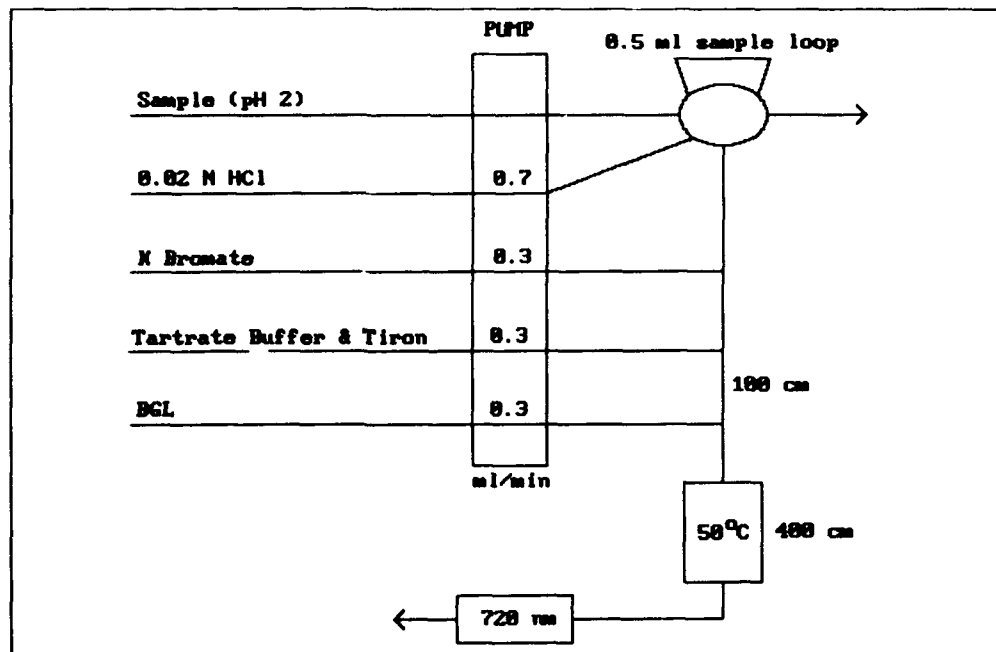 PUMP
0.5 ml sample loop
Sample (pH 2)
0.02 N HCl
0.7
K Bromate
0.3
Tartrate Buffer & Tiron
0.3
100 cm
BGL
0.3
ml/min
50°C
400 cm
720 nm